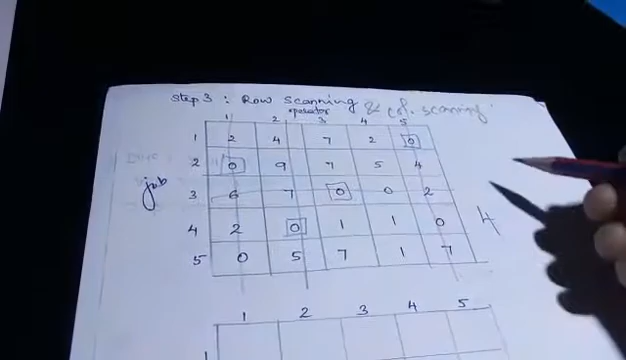 step 3 : Row scanning & col. scanning.
operator
1 2 3 4 5
1 2 4 7 2 0
2 0 9 7 5 4
job
3 6 7 0 0 2
4 2 0 1 1 0
4
5 0 5 7 1 7
1 2 3 4 5
1